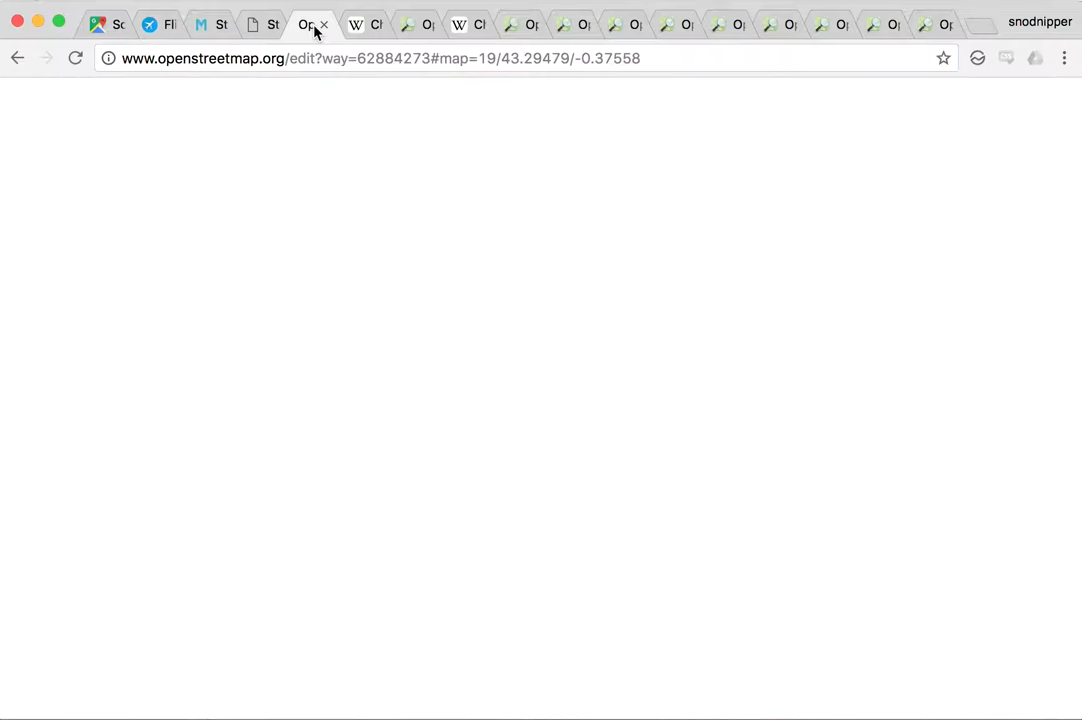 Sc Fli St St Op Ch Op Ch Op Op Op Op Op Op Op Op Op snodnipper
www.openstreetmap.org/edit?way=62884273#map=19/43.29479/-0.37558